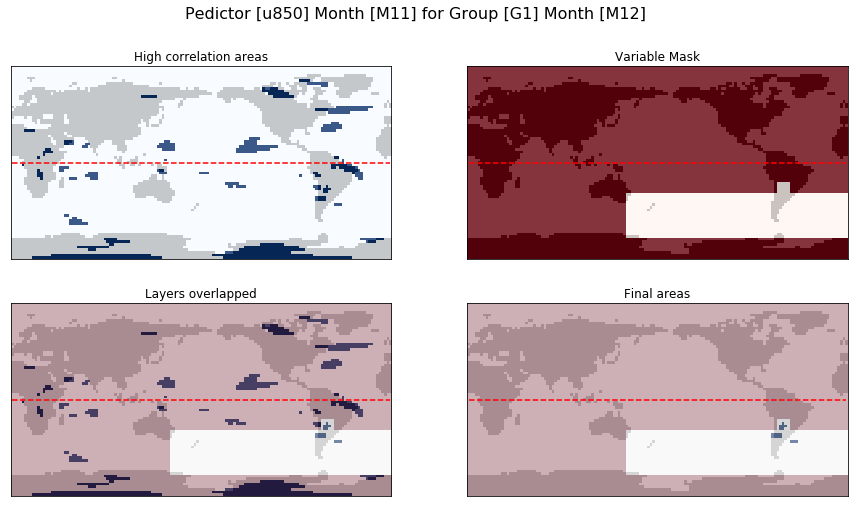 Pedictor [u850] Month [M11] for Group [G1] Month [M12]
High correlation areas
Variable Mask
Layers overlapped
Final areas